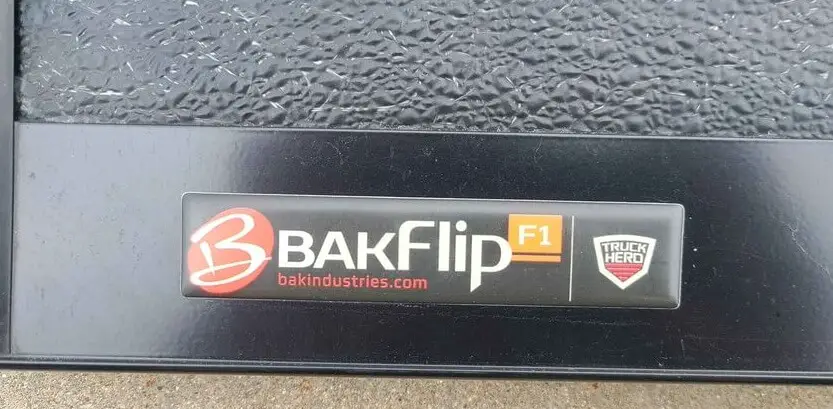 B BAKFlip F1
bakindustries.com
TRUCK
HERO